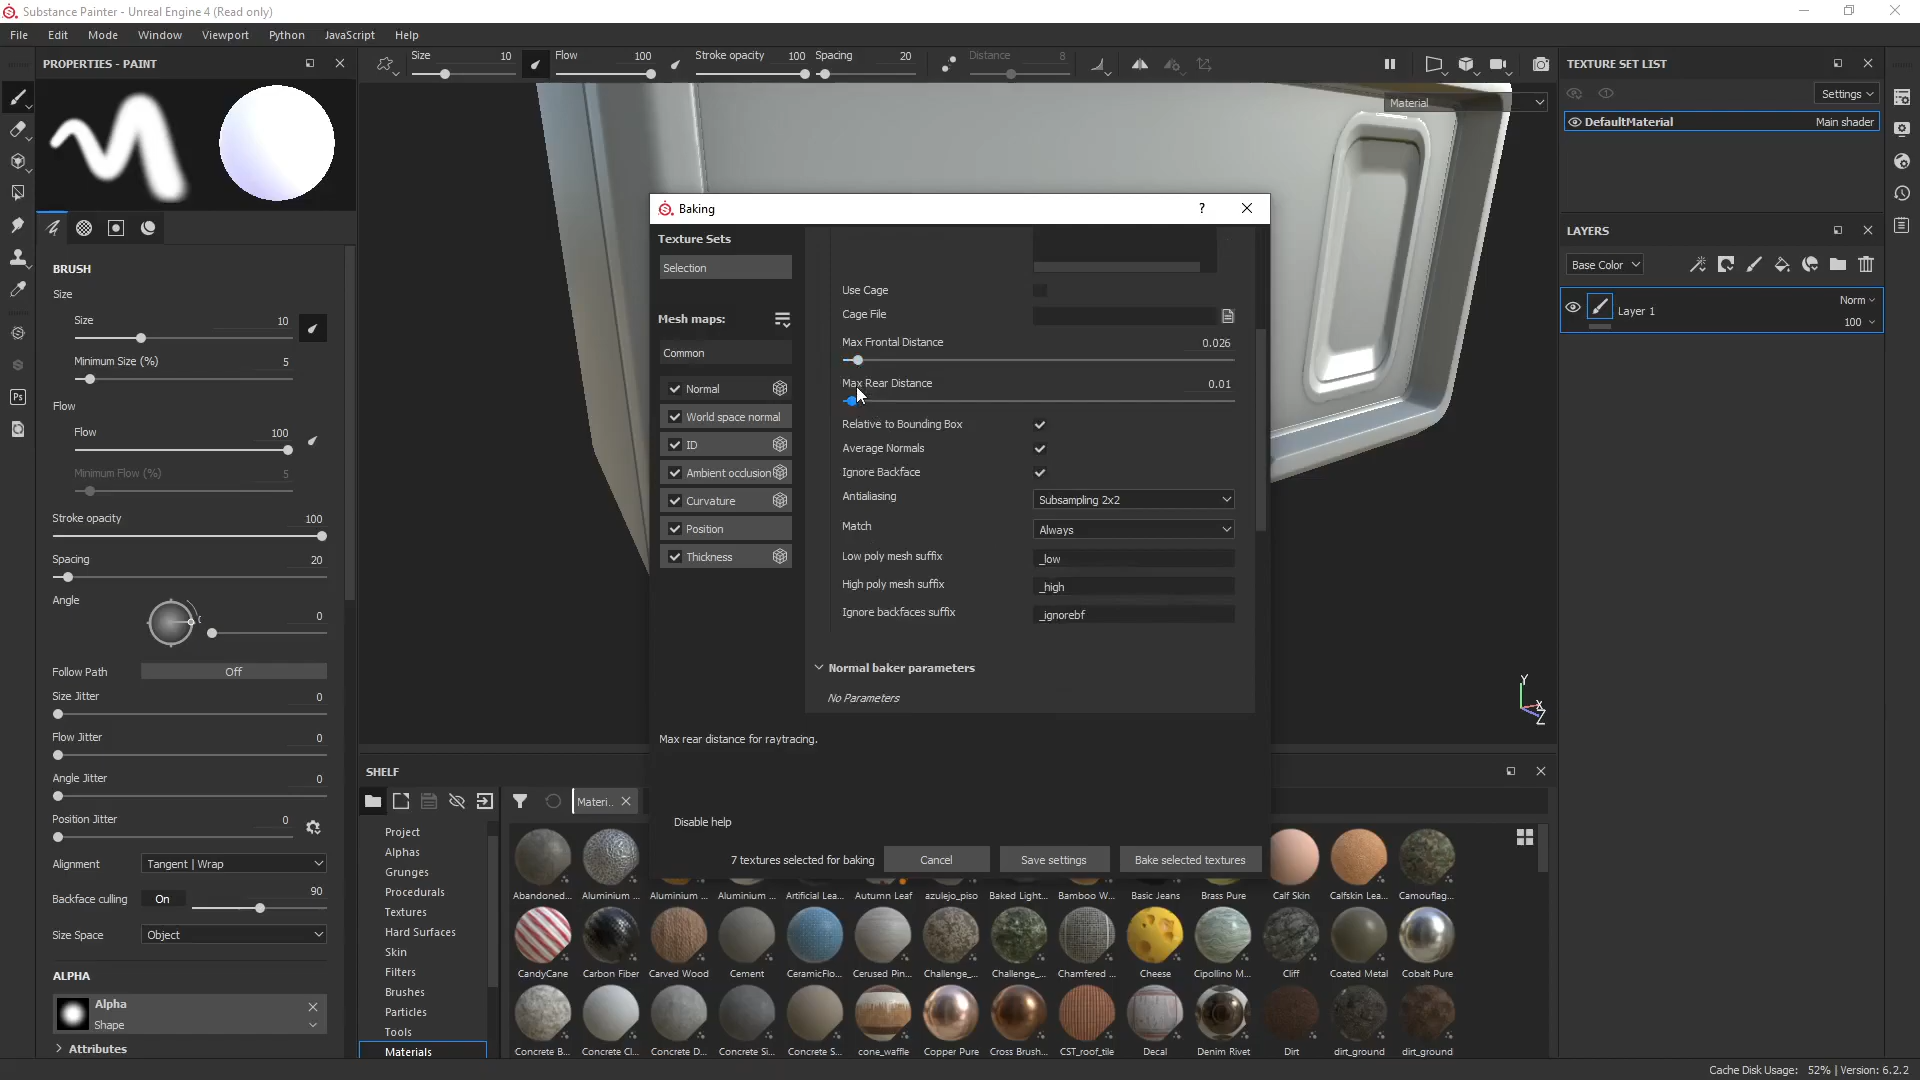 Substance Painter - Unreal Engine 4 (Read only)
File Edit Mode Window Viewport Python JavaScript Help
PROPERTIES - PAINT
Size 10 Flow 100 Stroke opacity 100 Spacing 20 Distance 8
Material
TEXTURE SET LIST
Settings
DefaultMaterial Main shader
LAYERS
Base Color
Layer 1 Norm
100
BRUSH
Size
Size 10
Minimum Size (%) 5
Flow
Flow 100
Minimum Flow (%) 5
Stroke opacity 100
Spacing 20
Angle 0
Follow Path Off
Size Jitter 0
Flow Jitter 0
Angle Jitter 0
Position Jitter 0
Alignment Tangent | Wrap
Backface culling On 90
Size Space Object
ALPHA
Alpha
Shape
Attributes
Ps
Baking ?
Texture Sets
Selection
Mesh maps:
Common
Normal
World space normal
ID
Ambient occlusion
Curvature
Position
Thickness
Use Cage
Cage File
Max Frontal Distance 0.026
Max Rear Distance 0.01
Relative to Bounding Box
Average Normals
Ignore Backface
Antialiasing Subsampling 2x2
Match Always
Low poly mesh suffix _low
High poly mesh suffix _high
Ignore backfaces suffix _ignorebf
Normal baker parameters
No Parameters
Max rear distance for raytracing.
Disable help
7 textures selected for baking Cancel Save settings Bake selected textures
Y
X
Z
SHELF
Materi..
Project
Alphas
Grunges
Procedurals
Textures
Hard Surfaces
Skin
Filters
Brushes
Particles
Tools
Materials
Abandoned... Aluminium ... Aluminium ... Aluminium ... Artificial Lea... Autumn Leaf azulejo_piso Baked Light... Bamboo W... Basic Jeans Brass Pure Calf Skin Calfskin Lea... Camouflag...
CandyCane Carbon Fiber Carved Wood Cement CeramicFlo... Cerused Pin... Challenge_... Challenge_... Chamfered ... Cheese Cipollino M... Cliff Coated Metal Cobalt Pure
Concrete B... Concrete Cl... Concrete D... Concrete Si... Concrete S... cone_waffle Copper Pure Cross Brush... CST_roof_tile Decal Denim Rivet Dirt dirt_ground dirt_ground
Cache Disk Usage: 52% | Version: 6.2.2